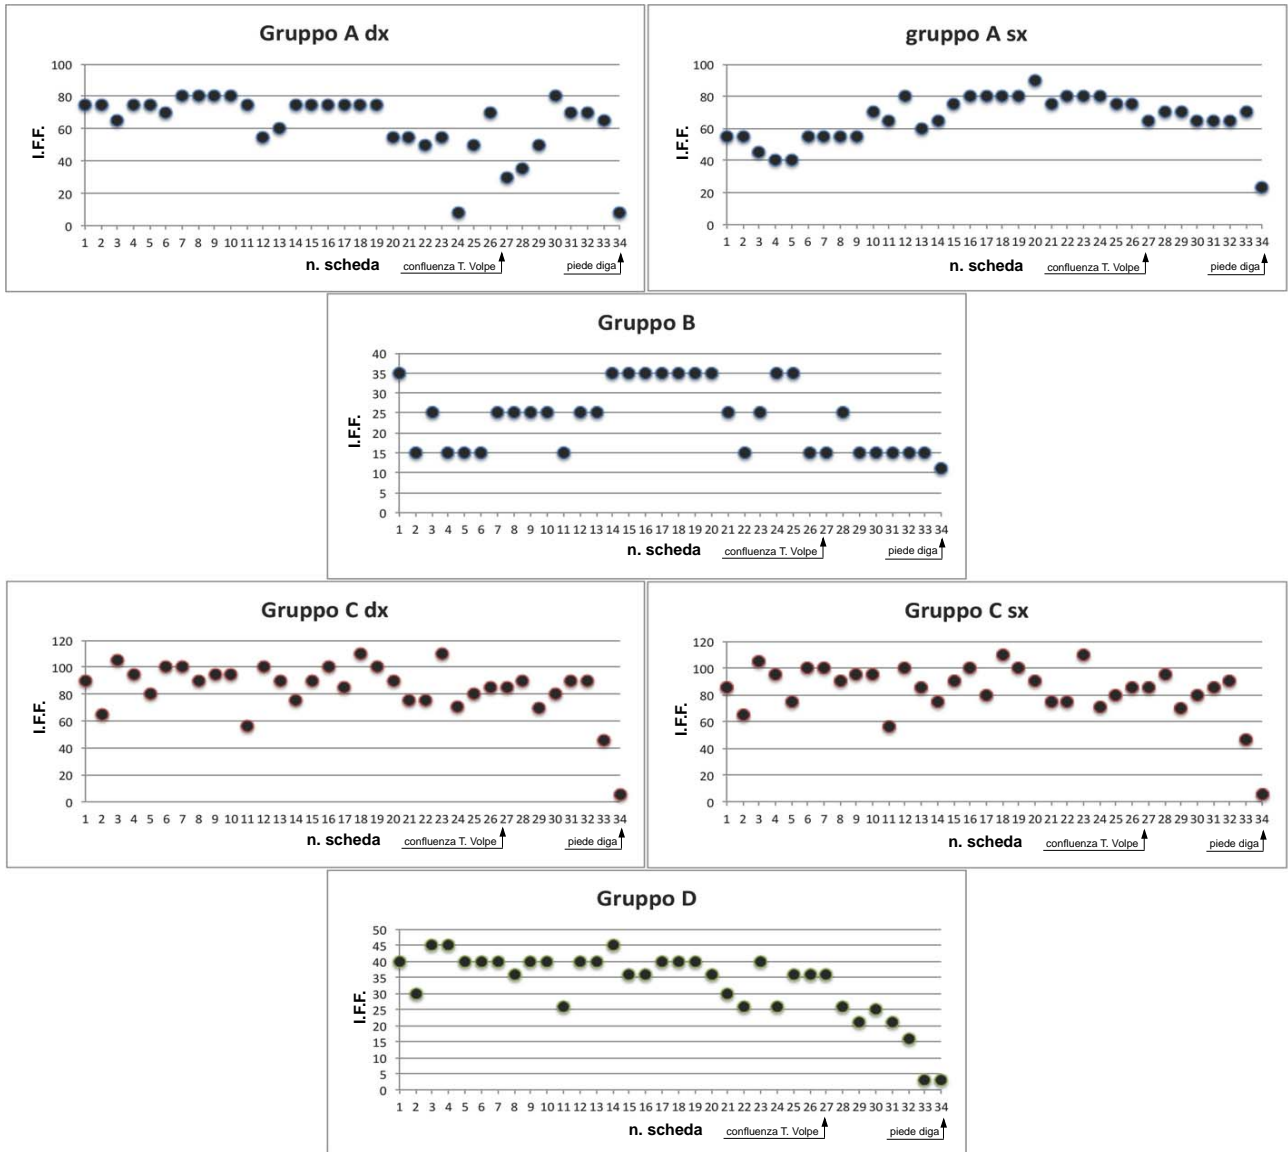 Gruppo A dx
100
80
60
40
20
0
I.F.F.
1 2 3 4 5 6 7 8 9 10 11 12 13 14 15 16 17 18 19 20 21 22 23 24 25 26 27 28 29 30 31 32 33 34
n. scheda
confluenza T. Volpe
piede diga
gruppo A sx
100
80
60
40
20
0
I.F.F.
1 2 3 4 5 6 7 8 9 10 11 12 13 14 15 16 17 18 19 20 21 22 23 24 25 26 27 28 29 30 31 32 33 34
n. scheda
confluenza T. Volpe
piede diga
Gruppo B
40
35
30
25
20
15
10
5
0
I.F.F.
1 2 3 4 5 6 7 8 9 10 11 12 13 14 15 16 17 18 19 20 21 22 23 24 25 26 27 28 29 30 31 32 33 34
n. scheda
confluenza T. Volpe
piede diga
Gruppo C dx
120
100
80
60
40
20
0
I.F.F.
1 2 3 4 5 6 7 8 9 10 11 12 13 14 15 16 17 18 19 20 21 22 23 24 25 26 27 28 29 30 31 32 33 34
n. scheda
confluenza T. Volpe
piede diga
Gruppo C sx
120
100
80
60
40
20
0
I.F.F.
1 2 3 4 5 6 7 8 9 10 11 12 13 14 15 16 17 18 19 20 21 22 23 24 25 26 27 28 29 30 31 32 33 34
n. scheda
confluenza T. Volpe
piede diga
Gruppo D
50
45
40
35
30
25
20
15
10
5
0
I.F.F.
1 2 3 4 5 6 7 8 9 10 11 12 13 14 15 16 17 18 19 20 21 22 23 24 25 26 27 28 29 30 31 32 33 34
n. scheda
confluenza T. Volpe
piede diga